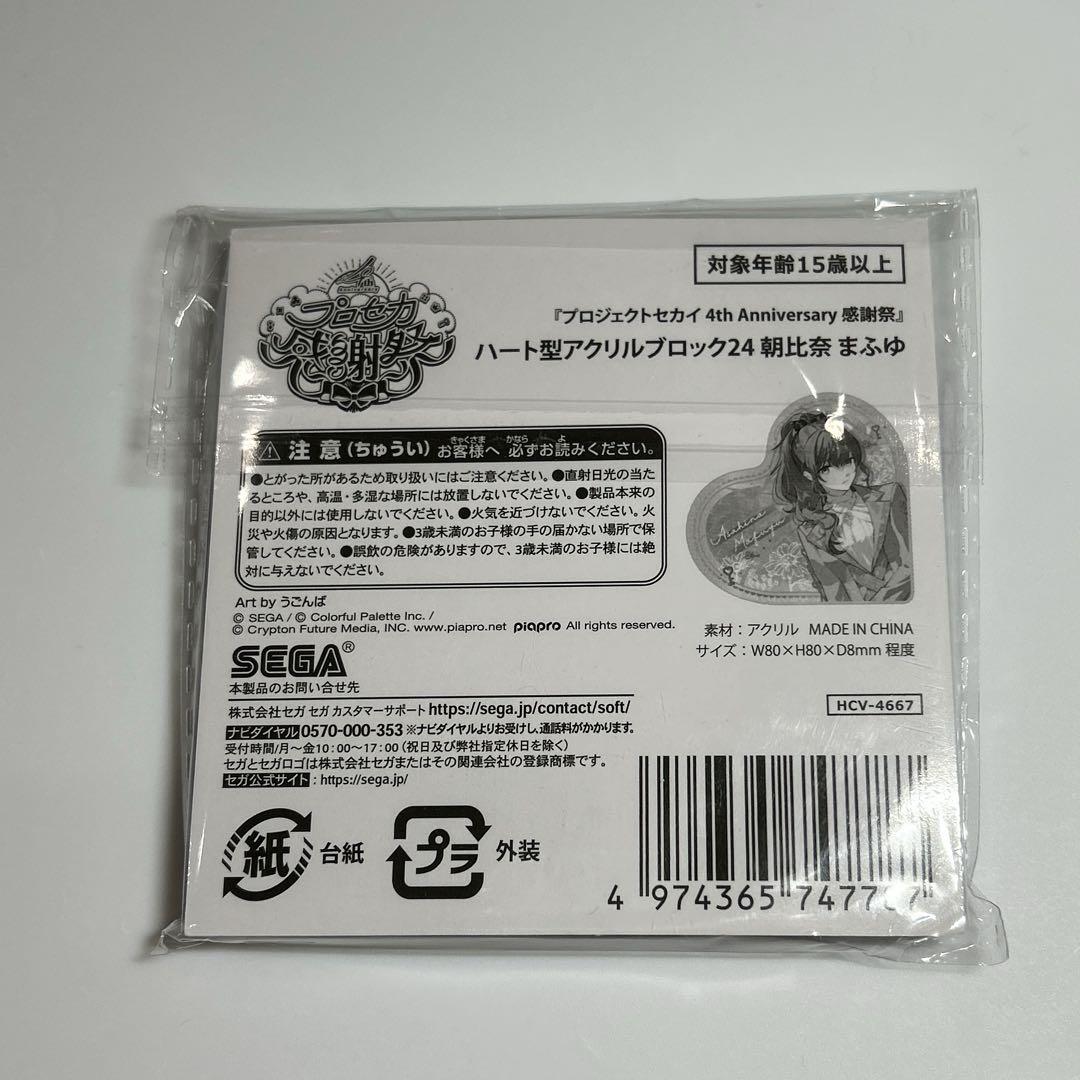 4th
ANNIVERSARY
プロセカ
感謝祭
対象年齢15歳以上
『プロジェクトセカイ 4th Anniversary 感謝祭』
ハート型アクリルブロック24 朝比奈 まふゆ
注意(ちゅうい) お客様へ 必ずお読みください。
きゃくさま かなら よ
●とがった所があるため取り扱いにはご注意ください。●直射日光の当た
るところや、高温・多湿な場所には放置しないでください。●製品本来の
目的以外には使用しないでください。●火気を近づけないでください。火
災や火傷の原因となります。●3歳未満のお子様の手の届かない場所で保
管してください。●誤飲の危険がありますので、3歳未満のお子様には絶
対に与えないでください。
Asahina
Mafuyu
Art by うごんば
© SEGA / © Colorful Palette Inc. /
© Crypton Future Media, INC. www.piapro.net piapro All rights reserved.
素材:アクリル MADE IN CHINA
サイズ:W80×H80×D8mm 程度
SEGA®
本製品のお問い合せ先
株式会社セガ セガ カスタマーサポート https://sega.jp/contact/soft/
ナビダイヤル 0570-000-353 ※ナビダイヤルよりお受けし、通話料がかかります。
受付時間/月~金10:00~17:00(祝日及び弊社指定休日を除く)
セガとセガロゴは株式会社セガまたはその関連会社の登録商標です。
セガ公式サイト:https://sega.jp/
HCV-4667
紙 台紙
プラ 外装
4 974365 747787